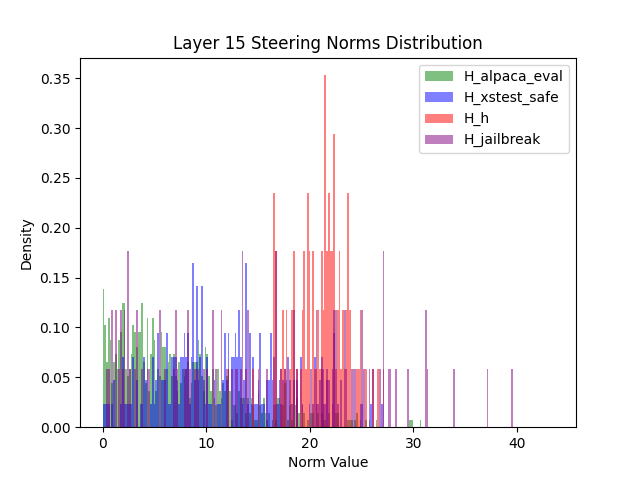 Layer 15 Steering Norms Distribution
H_alpaca_eval
H_xstest_safe
H_h
H_jailbreak
Density
0.35
0.30
0.25
0.20
0.15
0.10
0.05
0.00
0 10 20 30 40
Norm Value